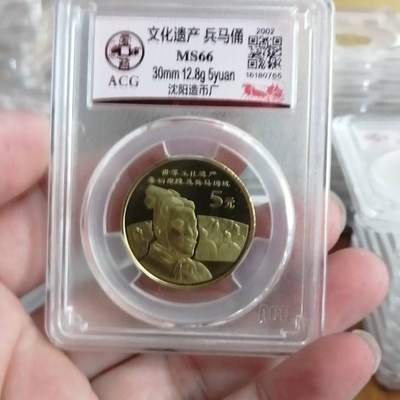 文化遗产 兵马俑
2002
MS66
30mm 12.8g 5yuan
16180765
沈阳造币厂
ACG
世界文化遗产
秦始皇陵及兵马俑坑
5元